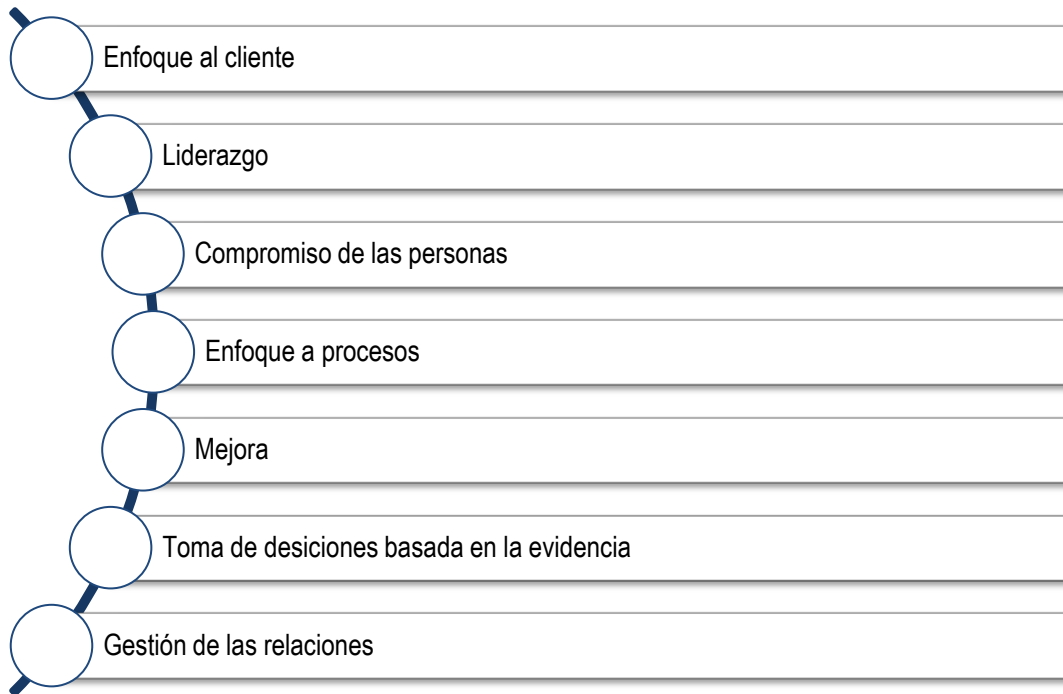 Enfoque al cliente
Liderazgo
Compromiso de las personas
Enfoque a procesos
Mejora
Toma de desiciones basada en la evidencia
Gestión de las relaciones